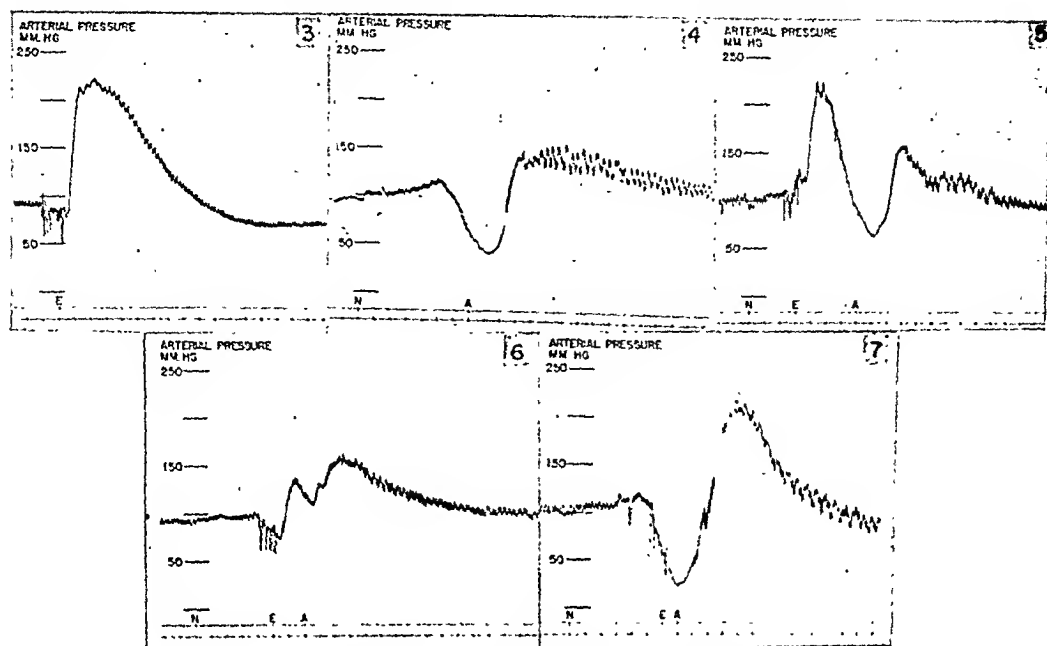 ARTERIAL PRESSURE
MM. HG
3
250
150
50
E
ARTERIAL PRESSURE
MM HG
4
250
150
50
N A
ARTERIAL PRESSURE
MM HG
5
250
150
50
N E A
ARTERIAL PRESSURE
MM HG
6
250
150
50
N E A
ARTERIAL PRESSURE
MM HG
7
250
150
50
N E A